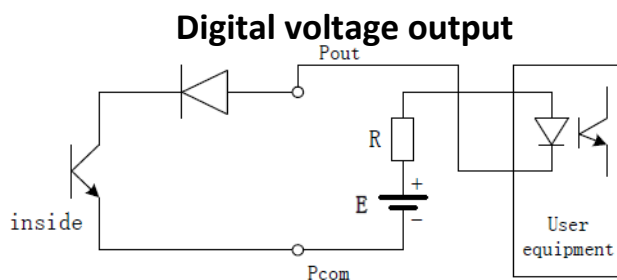 Digital voltage output
Pout
R
+
E
−
inside
User
equipment
Pcom